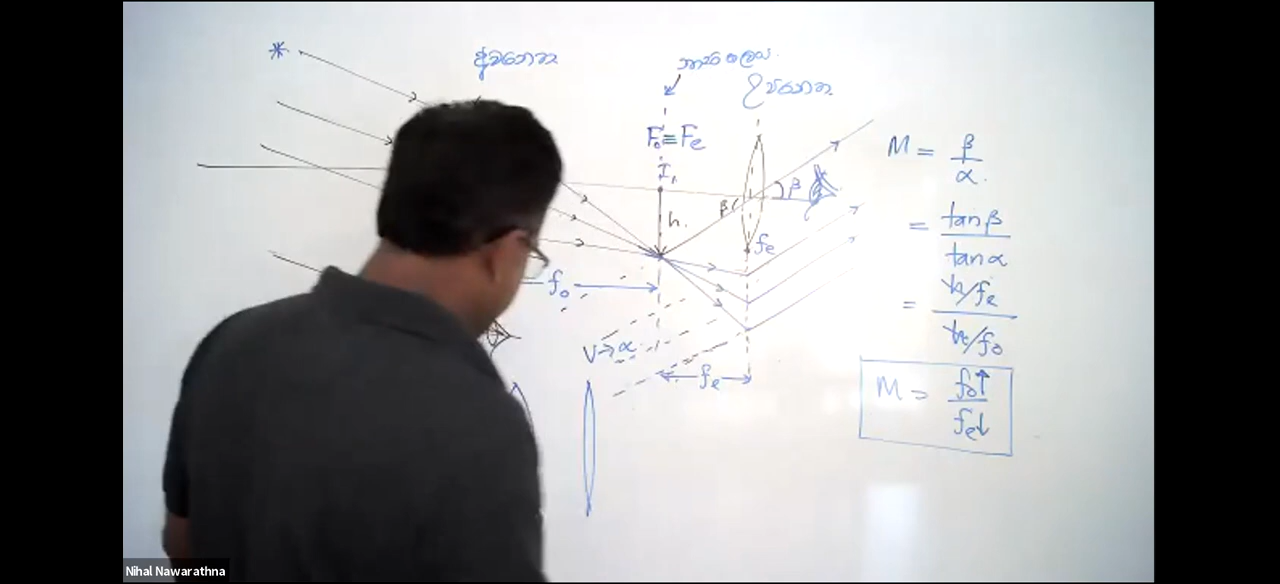 අවනෙත
නාභිය තලය
උපනෙත
F₀ ≡ Fₑ
I₁
h.
β
β
fₑ
f₀
V→∝
fₑ
M = β/α.
= tanβ/tanα
= h/fₑ / h/f₀
M = f₀↑/fₑ↓
Nihal Nawarathna